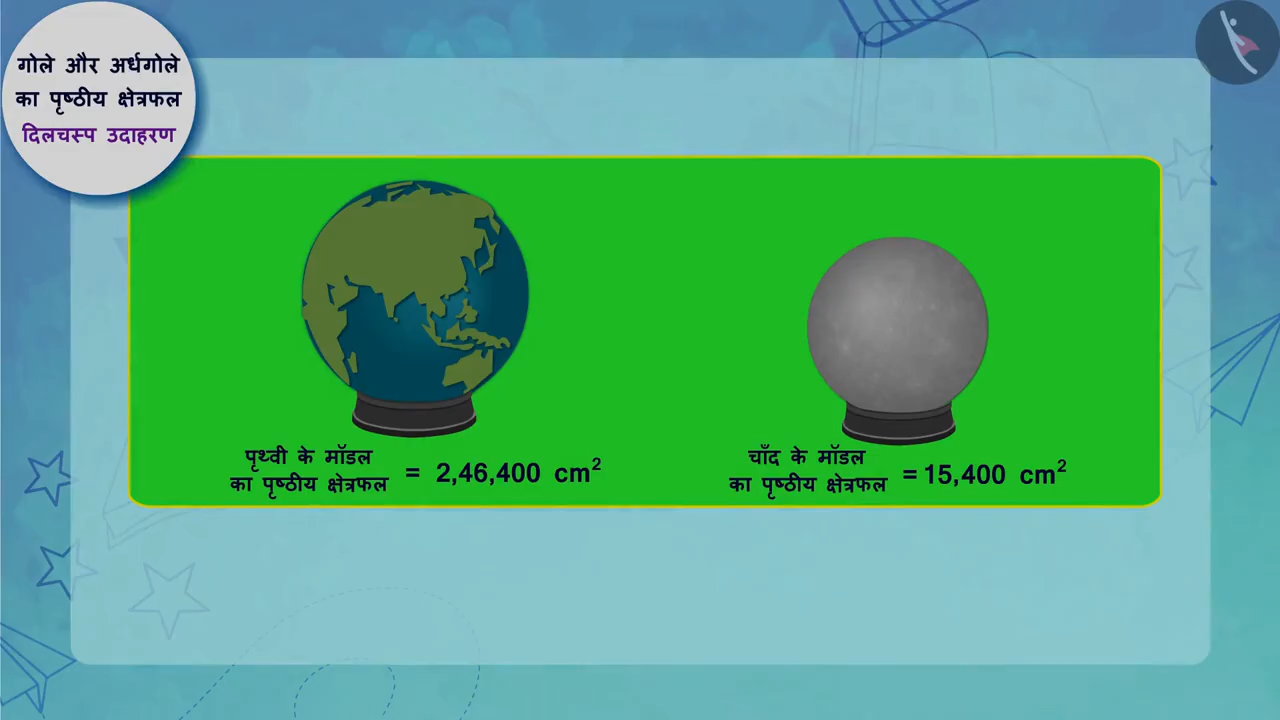 गोले और अर्धगोले
का पृष्ठीय क्षेत्रफल
दिलचस्प उदाहरण
पृथ्वी के मॉडल
का पृष्ठीय क्षेत्रफल = 2,46,400 cm²
चाँद के मॉडल
का पृष्ठीय क्षेत्रफल = 15,400 cm²